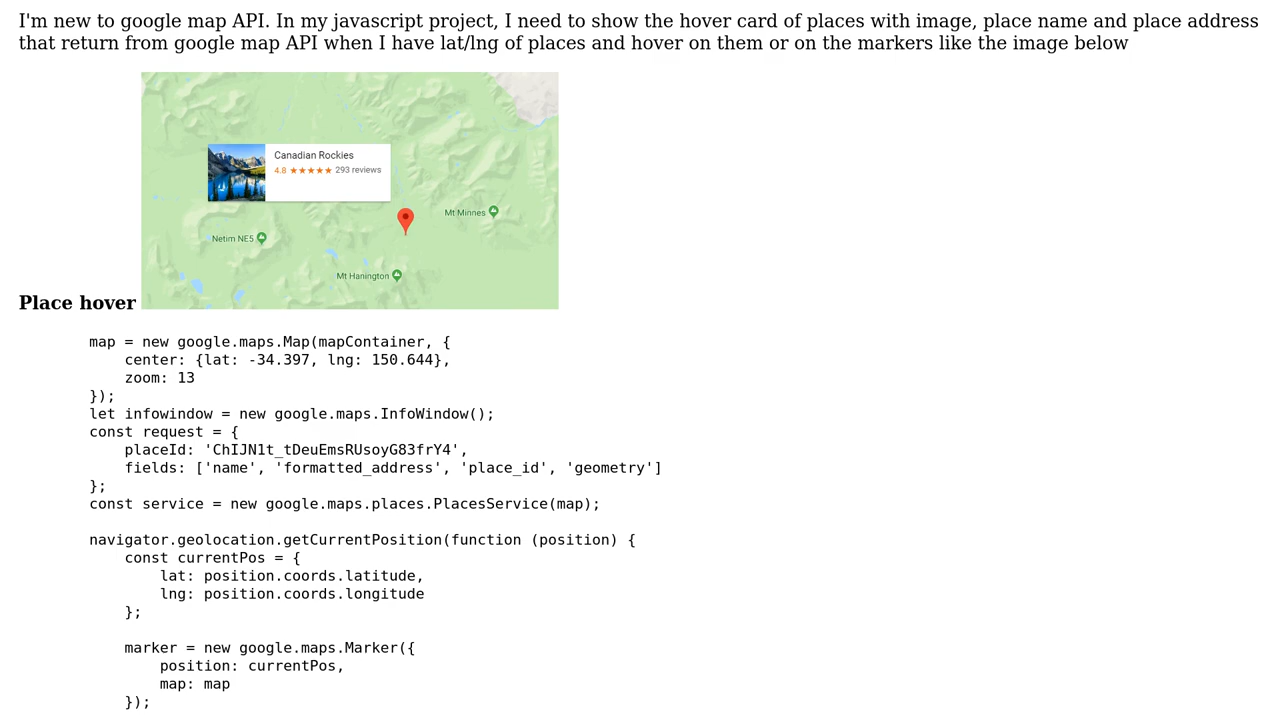 I'm new to google map API. In my javascript project, I need to show the hover card of places with image, place name and place address
that return from google map API when I have lat/lng of places and hover on them or on the markers like the image below
Canadian Rockies
4.8 ★★★★★ 293 reviews
Mt Minnes
Netim NE5
Mt Hanington
Place hover
map = new google.maps.Map(mapContainer, {
    center: {lat: -34.397, lng: 150.644},
    zoom: 13
});
let infowindow = new google.maps.InfoWindow();
const request = {
    placeId: 'ChIJN1t_tDeuEmsRUsoyG83frY4',
    fields: ['name', 'formatted_address', 'place_id', 'geometry']
};
const service = new google.maps.places.PlacesService(map);
navigator.geolocation.getCurrentPosition(function (position) {
    const currentPos = {
        lat: position.coords.latitude,
        lng: position.coords.longitude
    };
    marker = new google.maps.Marker({
        position: currentPos,
        map: map
    });